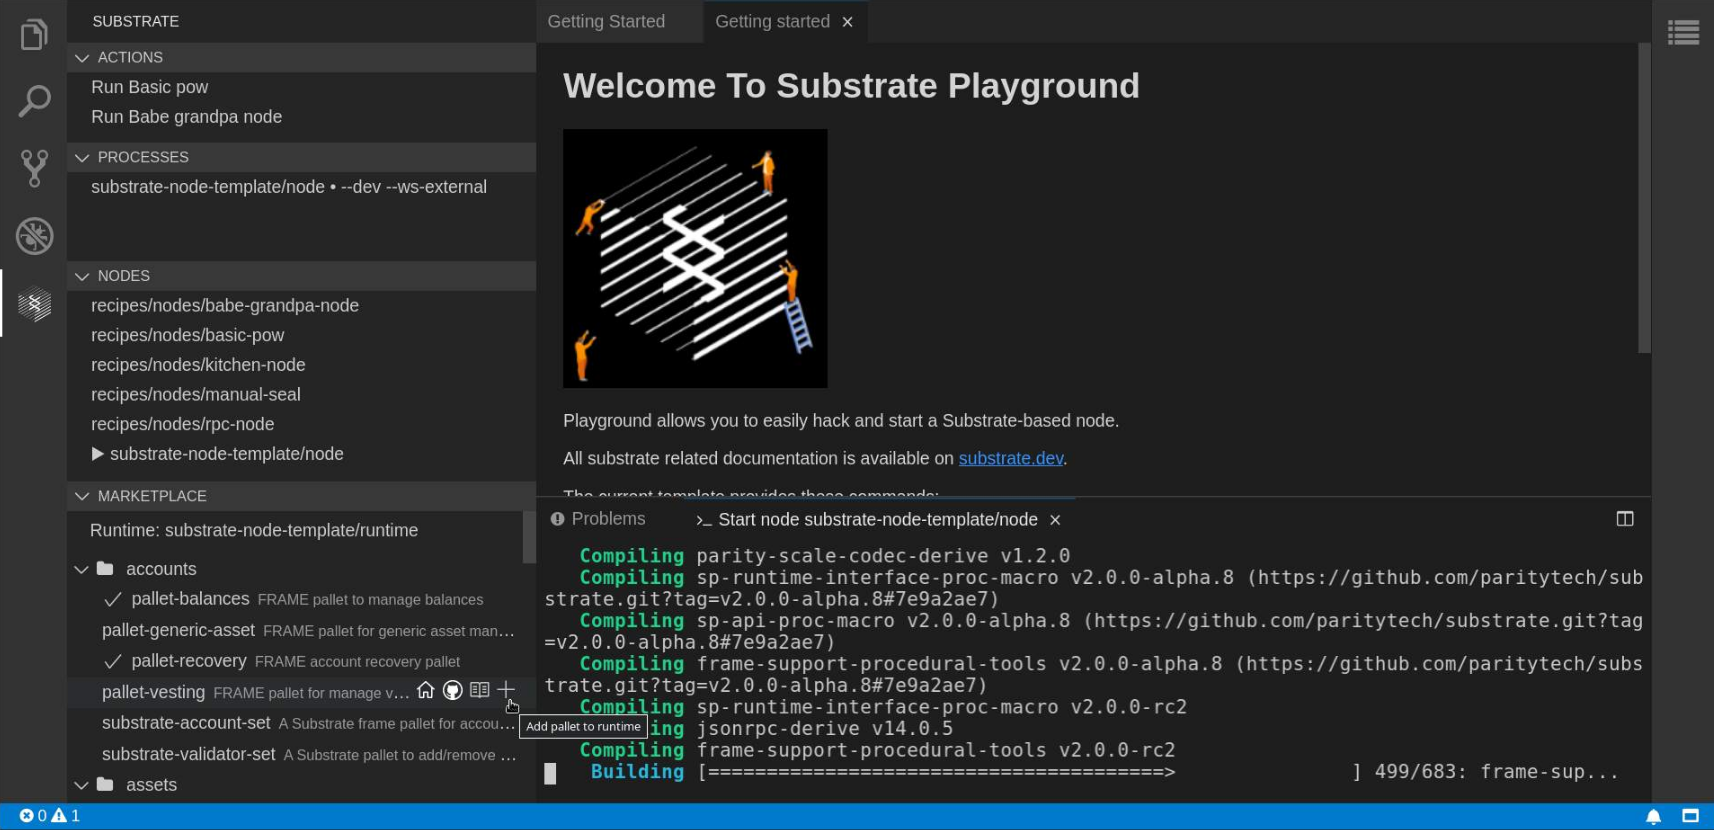 SUBSTRATE
ACTIONS
Run Basic pow
Run Babe grandpa node
PROCESSES
substrate-node-template/node • --dev --ws-external
NODES
recipes/nodes/babe-grandpa-node
recipes/nodes/basic-pow
recipes/nodes/kitchen-node
recipes/nodes/manual-seal
recipes/nodes/rpc-node
substrate-node-template/node
MARKETPLACE
Runtime: substrate-node-template/runtime
accounts
pallet-balances FRAME pallet to manage balances
pallet-generic-asset FRAME pallet for generic asset man...
pallet-recovery FRAME account recovery pallet
pallet-vesting FRAME pallet for manage v...
substrate-account-set A Substrate frame pallet for accou...
substrate-validator-set A Substrate pallet to add/remove ...
assets
Add pallet to runtime
Getting Started
Getting started ×
Welcome To Substrate Playground
Playground allows you to easily hack and start a Substrate-based node.
All substrate related documentation is available on substrate.dev.
The current template provides these commands:
Problems
>_ Start node substrate-node-template/node ×
Compiling parity-scale-codec-derive v1.2.0
Compiling sp-runtime-interface-proc-macro v2.0.0-alpha.8 (https://github.com/paritytech/sub
strate.git?tag=v2.0.0-alpha.8#7e9a2ae7)
Compiling sp-api-proc-macro v2.0.0-alpha.8 (https://github.com/paritytech/substrate.git?tag
=v2.0.0-alpha.8#7e9a2ae7)
Compiling frame-support-procedural-tools v2.0.0-alpha.8 (https://github.com/paritytech/subs
trate.git?tag=v2.0.0-alpha.8#7e9a2ae7)
Compiling sp-runtime-interface-proc-macro v2.0.0-rc2
ing jsonrpc-derive v14.0.5
Compiling frame-support-procedural-tools v2.0.0-rc2
Building [=======================================> ] 499/683: frame-sup...
0 1